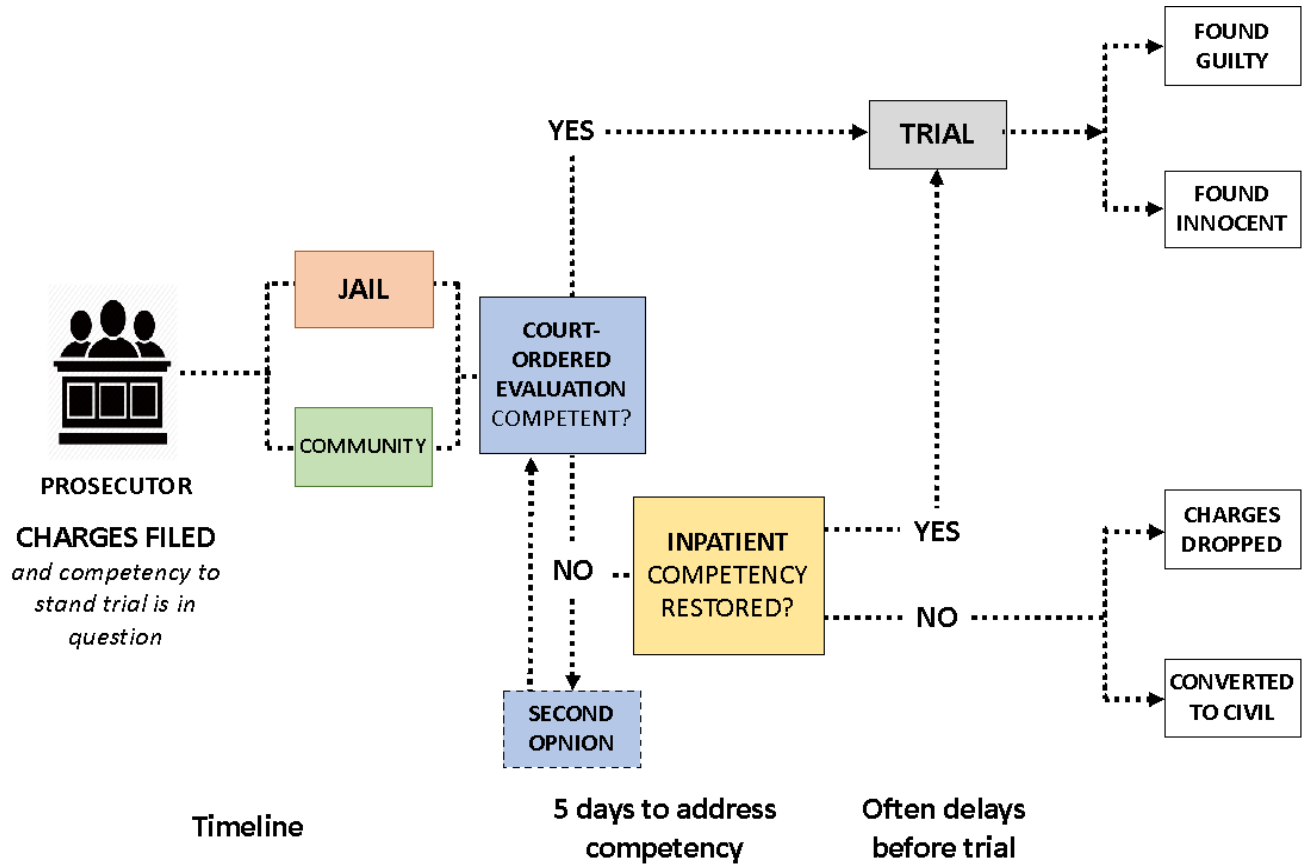 FOUND
GUILTY
YES
TRIAL
FOUND
INNOCENT
JAIL
COURT-
ORDERED
EVALUATION
COMPETENT?
COMMUNITY
PROSECUTOR
CHARGES FILED
and competency to
stand trial is in
question
NO
INPATIENT
COMPETENCY
RESTORED?
YES
NO
CHARGES
DROPPED
CONVERTED
TO CIVIL
SECOND
OPNION
Timeline
5 days to address
competency
Often delays
before trial